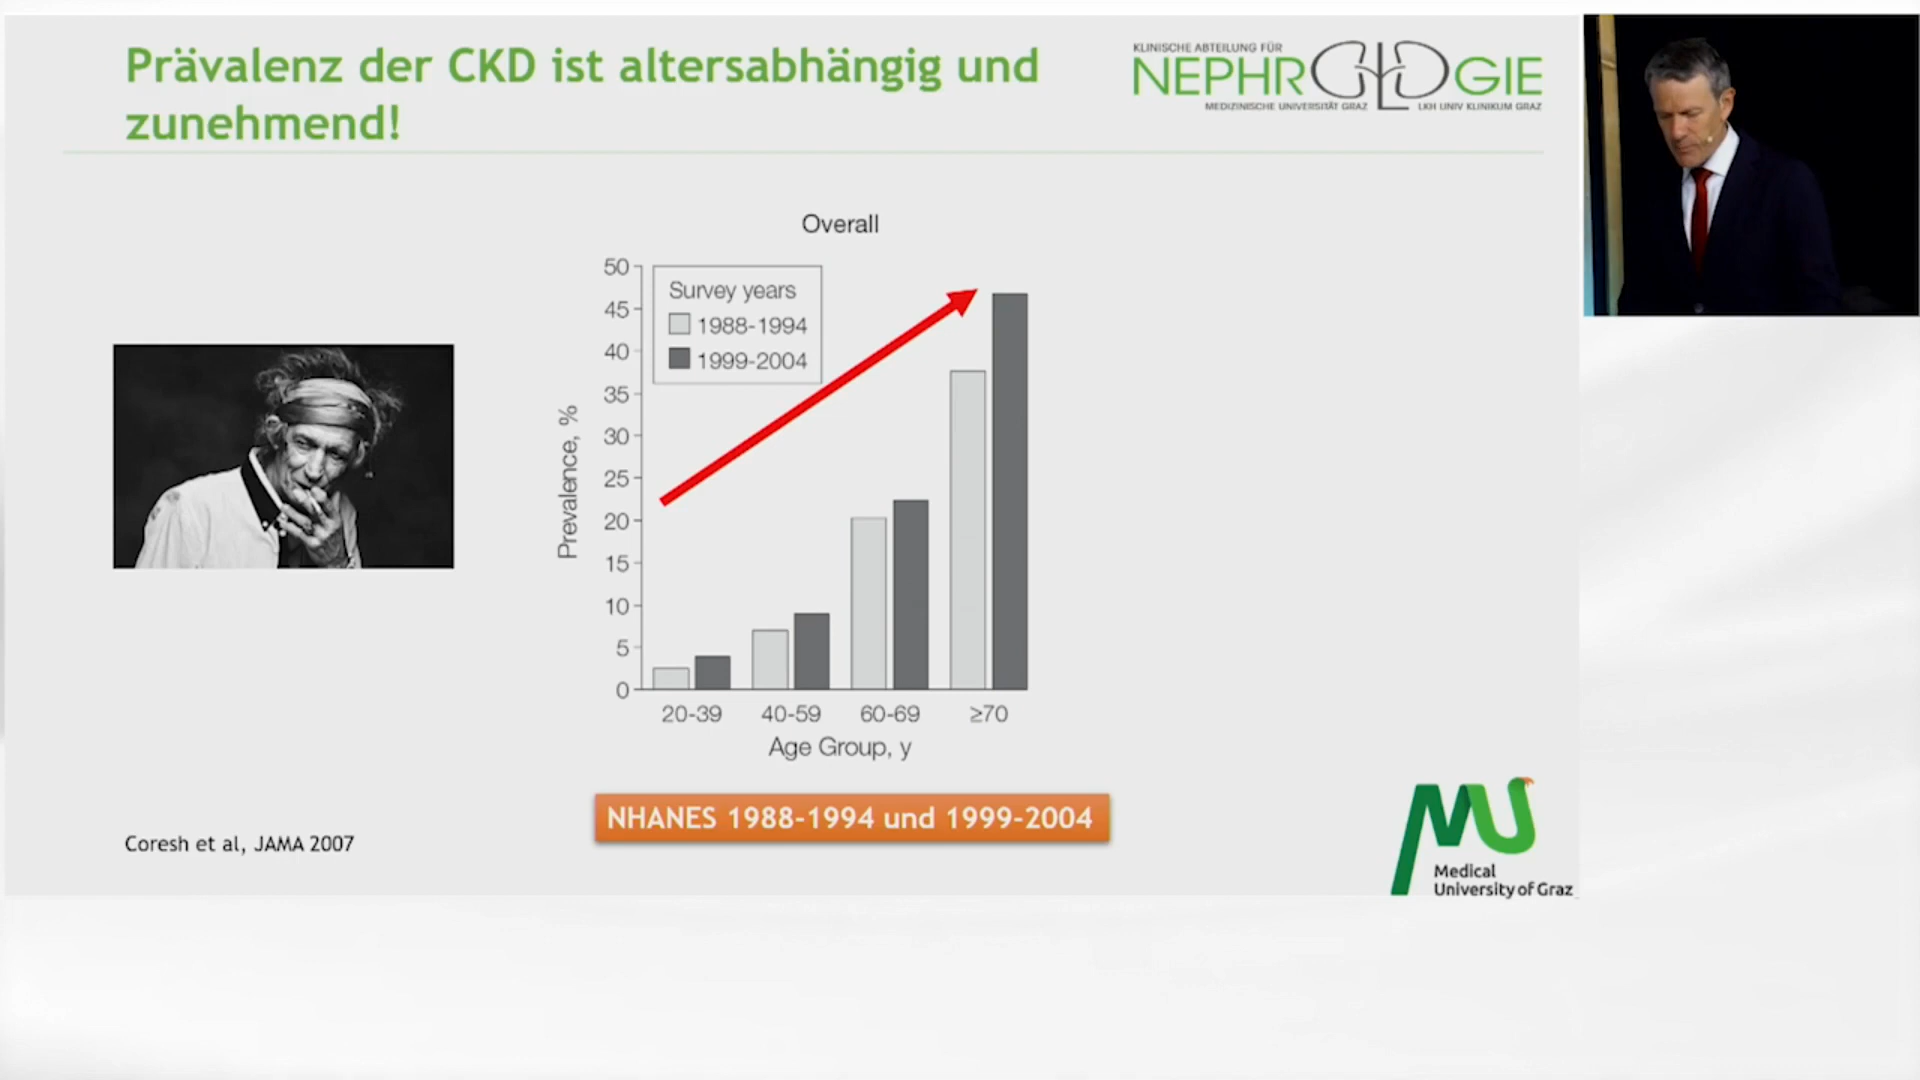 Prävalenz der CKD ist altersabhängig und
zunehmend!
KLINISCHE ABTEILUNG FÜR
NEPHROLOGIE
MEDIZINISCHE UNIVERSITÄT GRAZ
LKH UNIV KLINIKUM GRAZ
Overall
50
45
40
35
30
25
20
15
10
5
0
Prevalence, %
Survey years
1988-1994
1999-2004
20-39
40-59
60-69
≥70
Age Group, y
NHANES 1988-1994 und 1999-2004
Coresh et al, JAMA 2007
MU
Medical
University of Graz